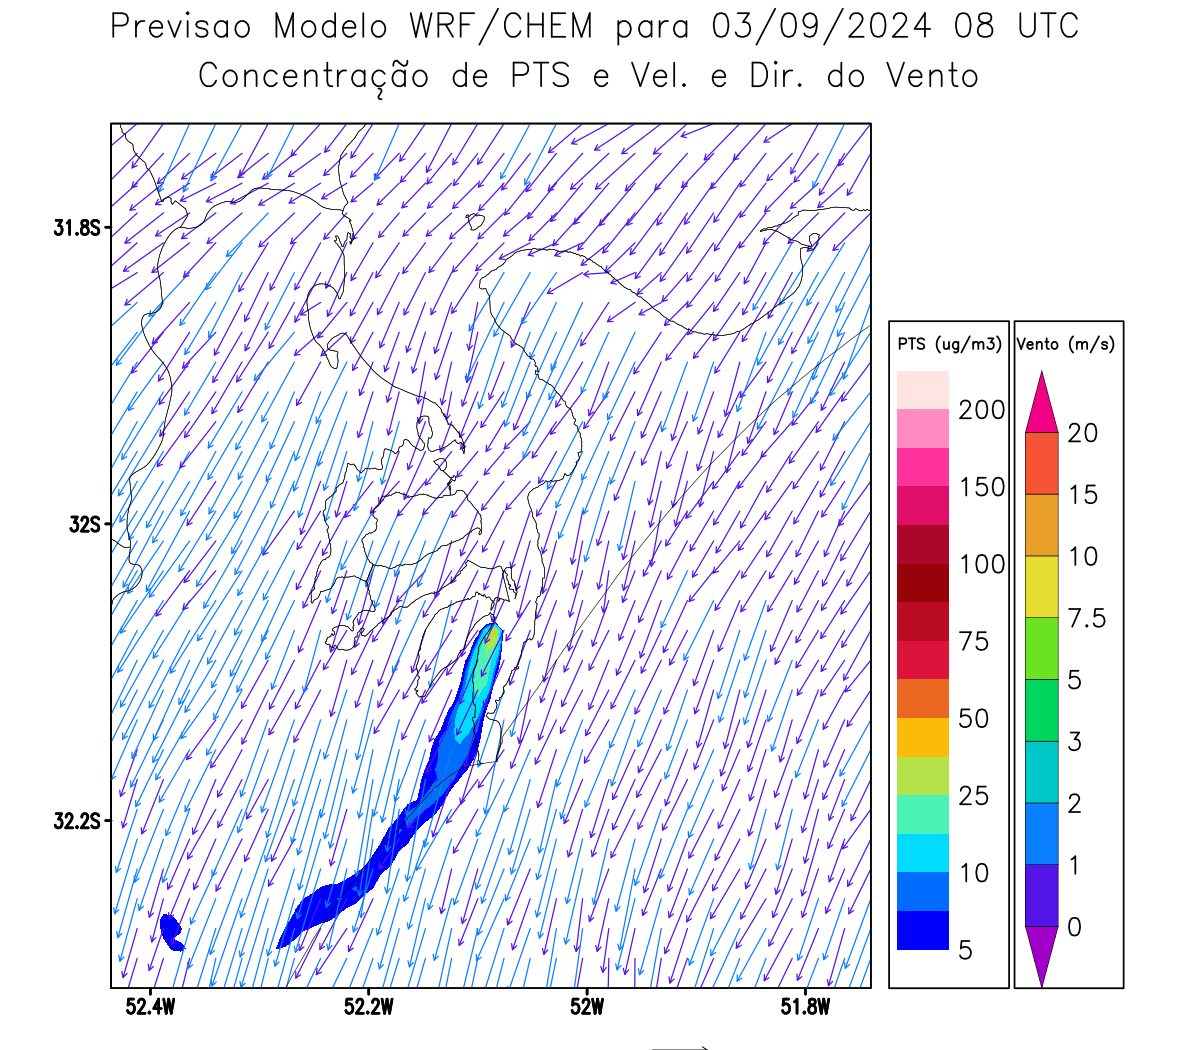 Previsao Modelo WRF/CHEM para 03/09/2024 08 UTC
Concentração de PTS e Vel. e Dir. do Vento
31.8S
32S
32.2S
52.4W
52.2W
52W
51.8W
PTS (ug/m3)
200
150
100
75
50
25
10
5
Vento (m/s)
20
15
10
7.5
5
3
2
1
0